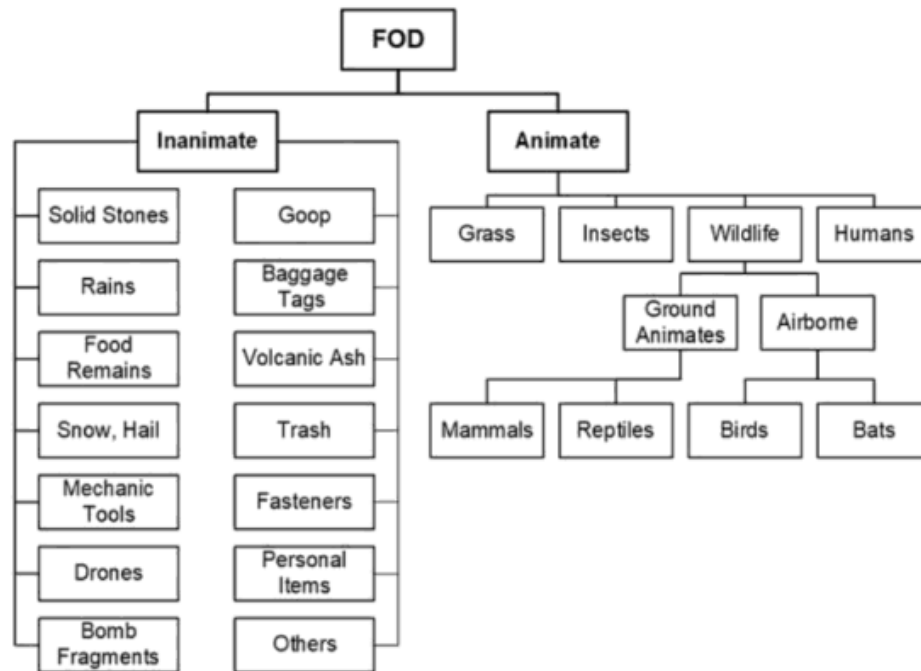 FOD
Inanimate
Animate
Solid Stones
Goop
Rains
Baggage
Tags
Food
Remains
Volcanic Ash
Snow, Hail
Trash
Mechanic
Tools
Fasteners
Drones
Personal
Items
Bomb
Fragments
Others
Grass
Insects
Wildlife
Humans
Ground
Animates
Airborne
Mammals
Reptiles
Birds
Bats